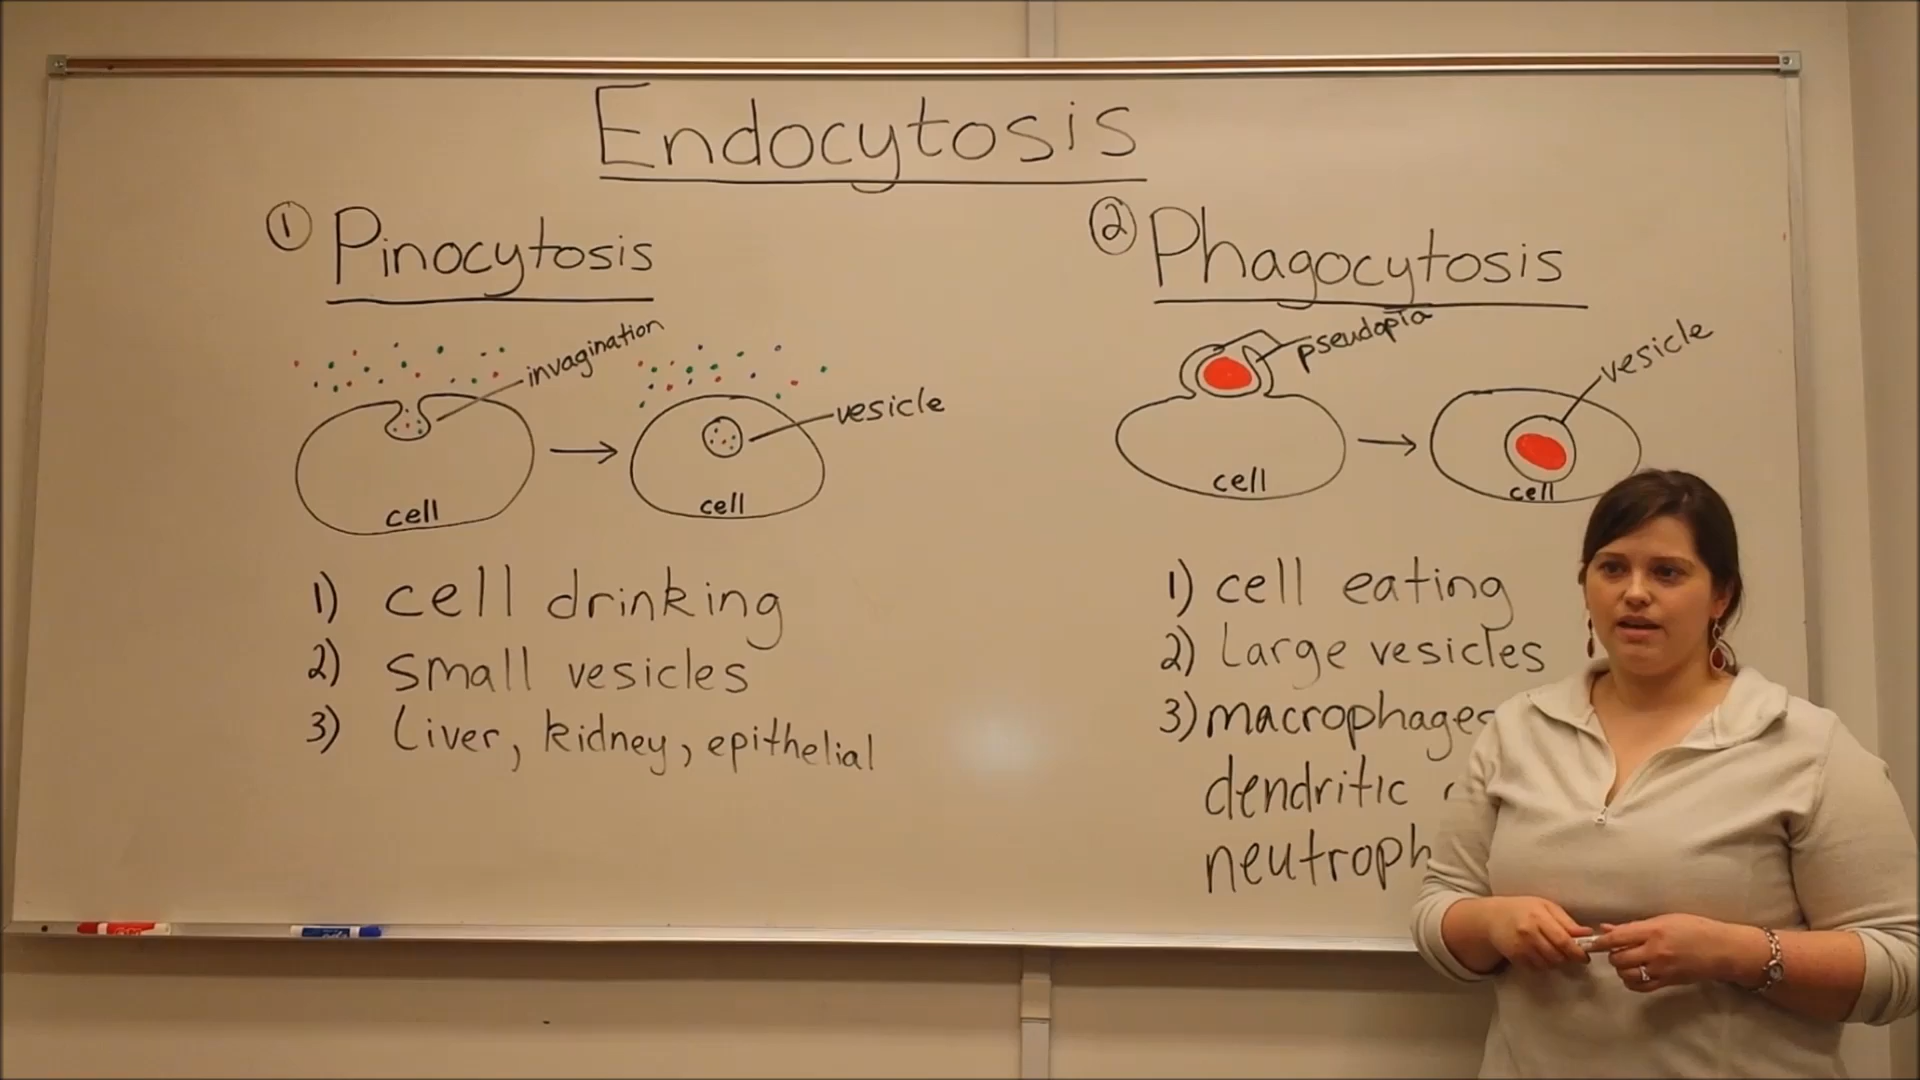 Endocytosis
① Pinocytosis
invagination
vesicle
cell
cell
1) cell drinking
2) small vesicles
3) Liver, kidney, epithelial
② Phagocytosis
pseudopia
vesicle
cell
cell
1) cell eating
2) Large vesicles
3) macrophages
dendritic
neutroph